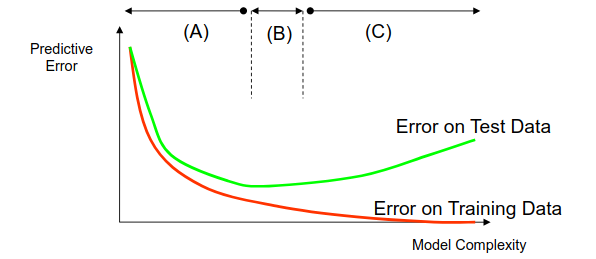 (A)
(B)
(C)
Predictive
Error
Error on Test Data
Error on Training Data
Model Complexity